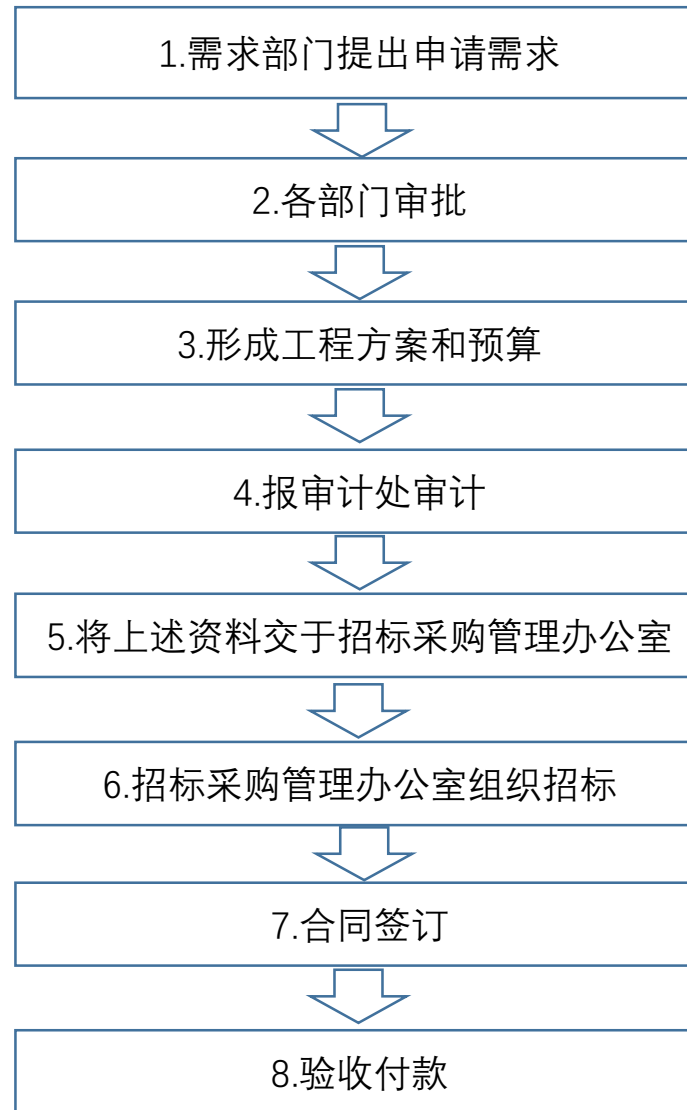 1.需求部门提出申请需求
2.各部门审批
3.形成工程方案和预算
4.报审计处审计
5.将上述资料交于招标采购管理办公室
6.招标采购管理办公室组织招标
7.合同签订
8.验收付款